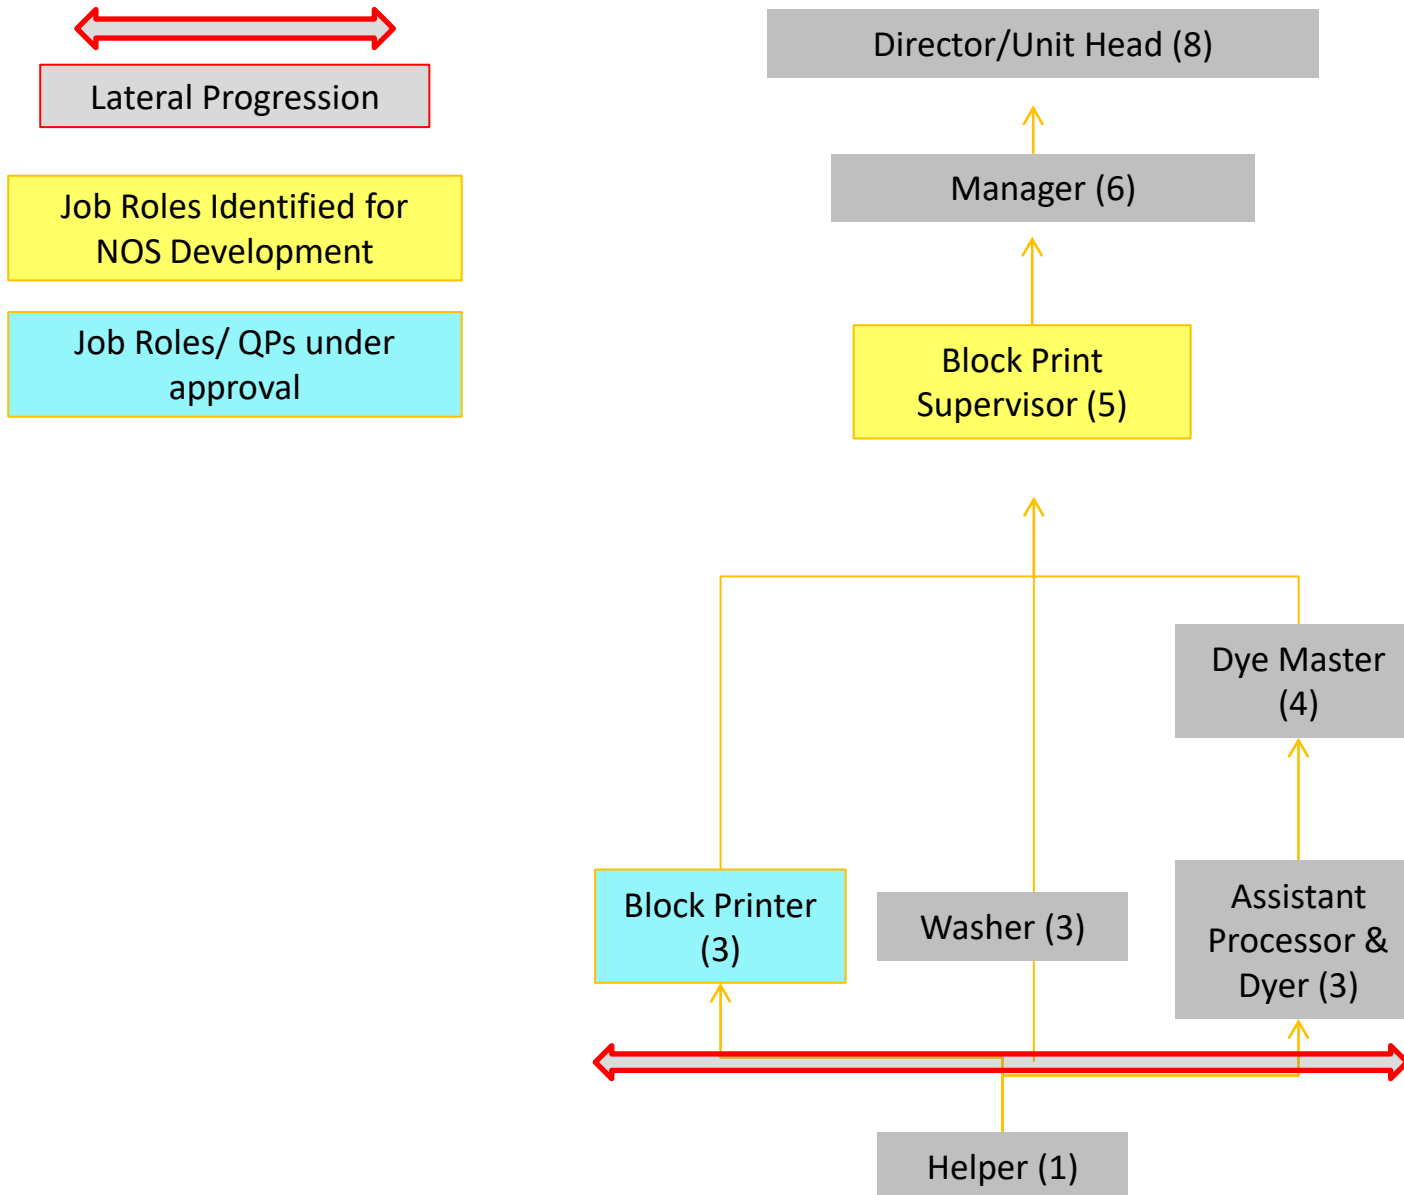 Lateral Progression
Job Roles Identified for
NOS Development
Job Roles/ QPs under
approval
Director/Unit Head (8)
Manager (6)
Block Print
Supervisor (5)
Dye Master
(4)
Block Printer
(3)
Washer (3)
Assistant
Processor &
Dyer (3)
Helper (1)